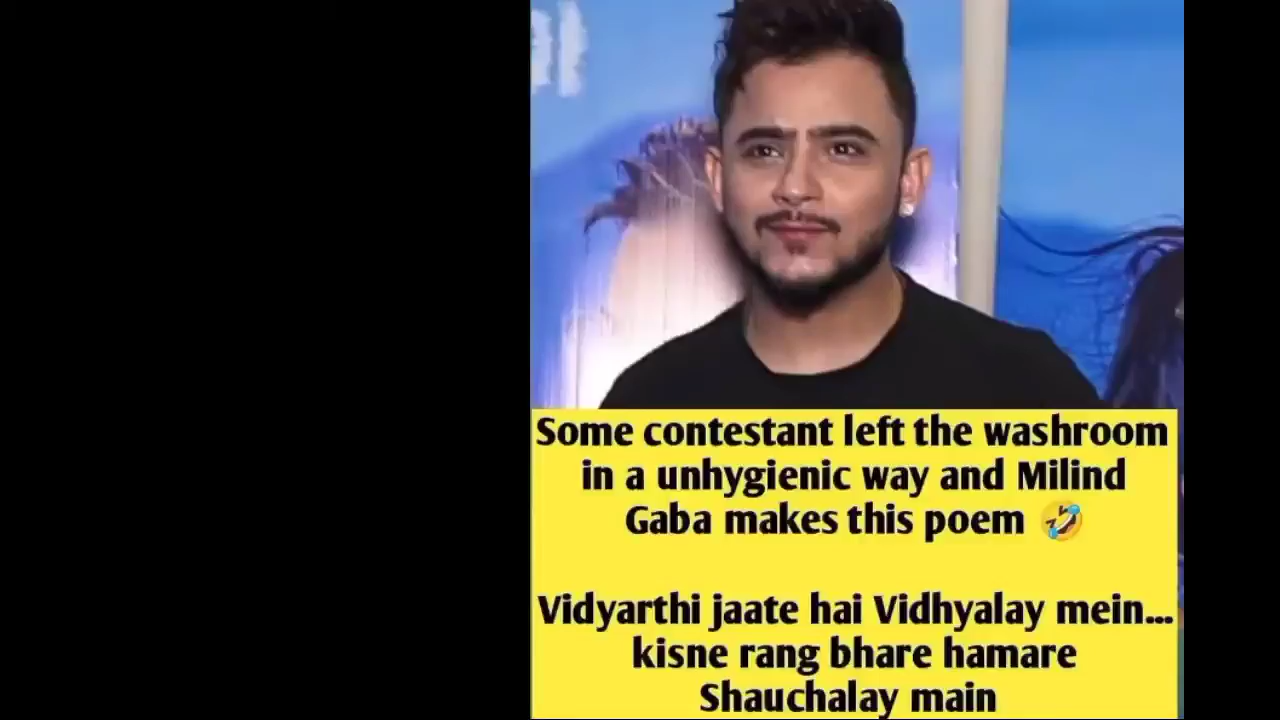 Some contestant left the washroom
in a unhygienic way and Milind
Gaba makes this poem 🤣
Vidyarthi jaate hai Vidhyalay mein...
kisne rang bhare hamare
Shauchalay main